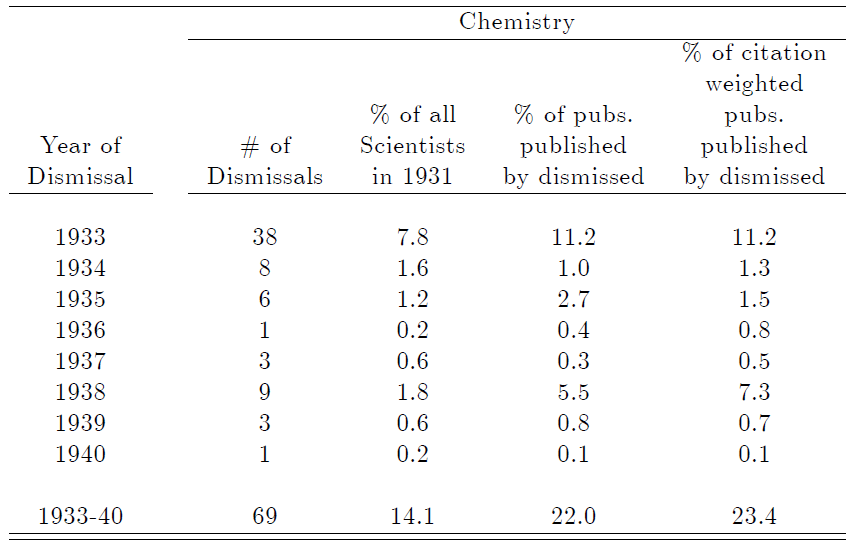 Chemistry
% of citation
weighted
% of all % of pubs. pubs.
Year of # of Scientists published published
Dismissal Dismissals in 1931 by dismissed by dismissed
1933 38 7.8 11.2 11.2
1934 8 1.6 1.0 1.3
1935 6 1.2 2.7 1.5
1936 1 0.2 0.4 0.8
1937 3 0.6 0.3 0.5
1938 9 1.8 5.5 7.3
1939 3 0.6 0.8 0.7
1940 1 0.2 0.1 0.1
1933-40 69 14.1 22.0 23.4